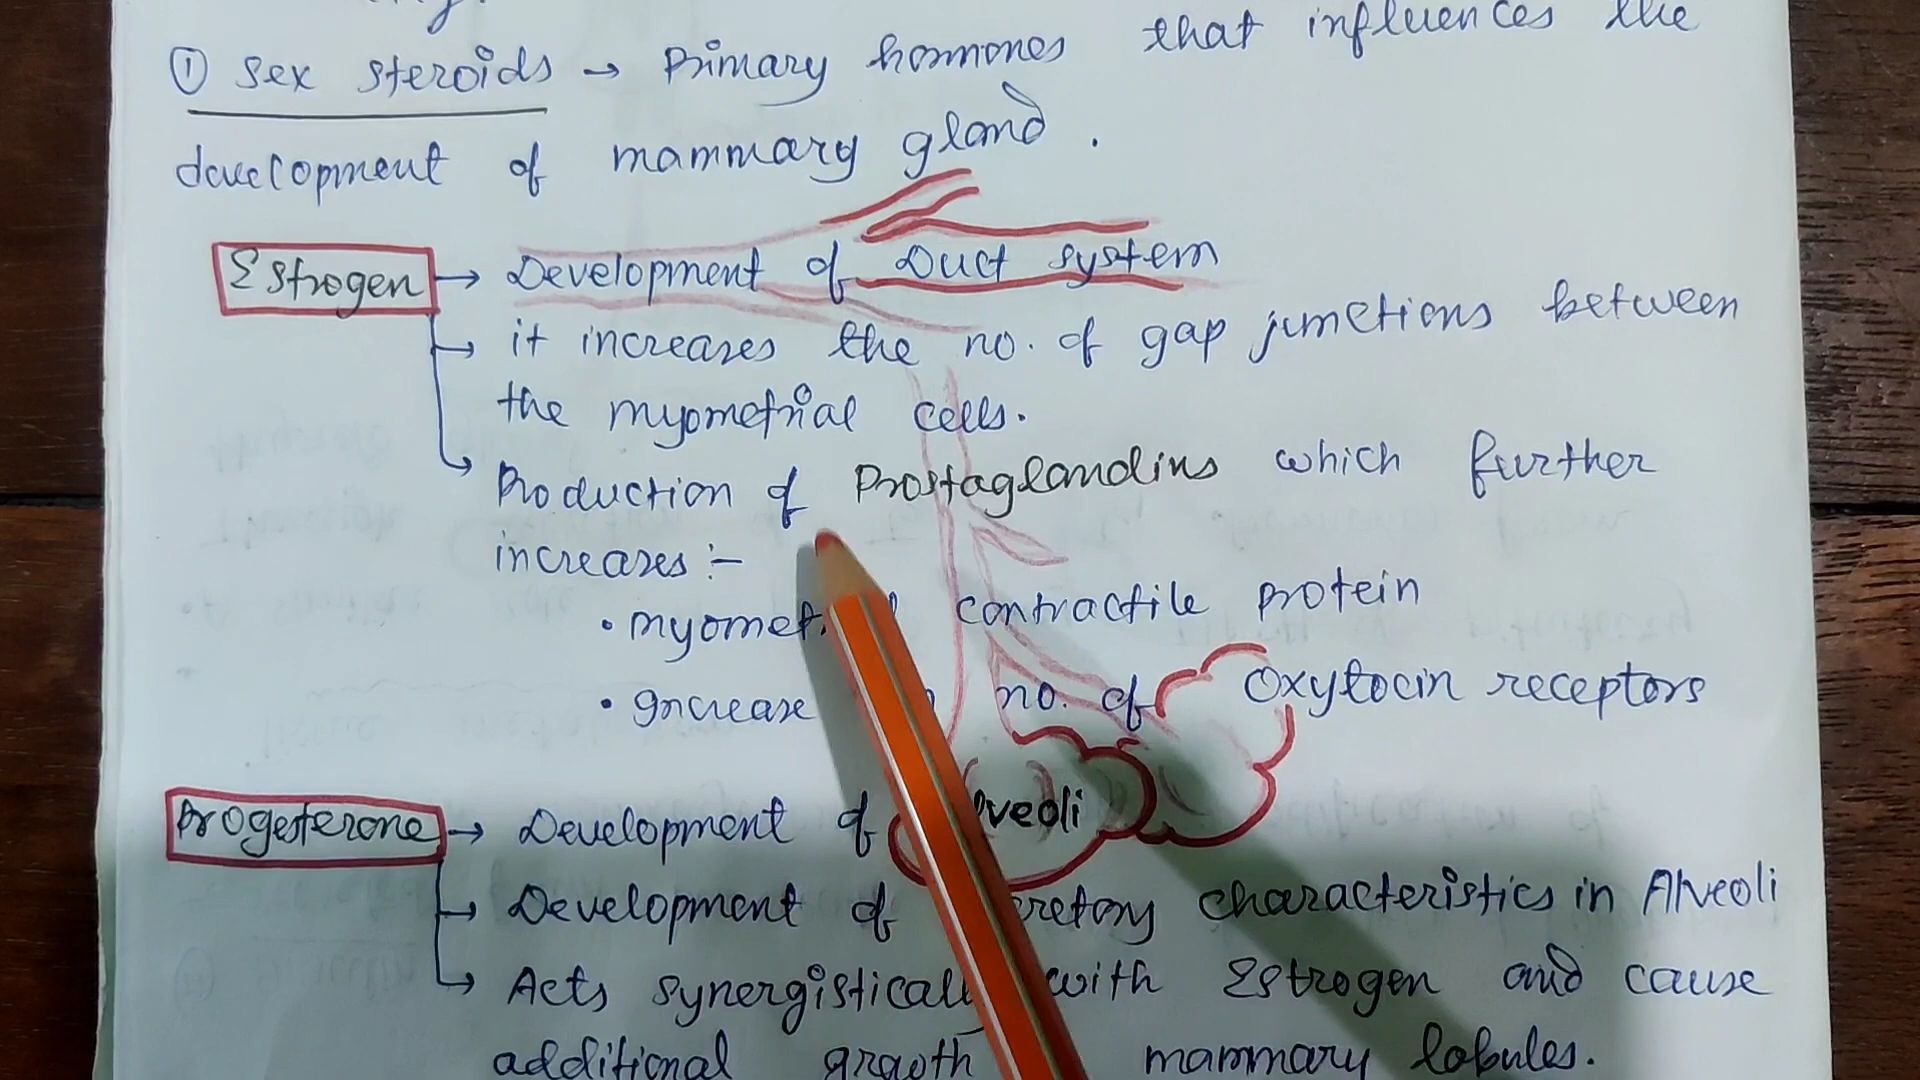 ① Sex steroids → Primary hormones that influences the
development of mammary gland.
Estrogen → Development of Duct system
→ it increases the no. of gap junctions between
the myometrial cells.
→ Production of Prostaglandins which further
increases :-
• myomet contractile protein
• Increase no. of Oxytocin receptors
Progesterone → Development of lveoli
→ Development of cretory characteristics in Alveoli
→ Acts synergistically with Estrogen and cause
additional growth mammary lobules.